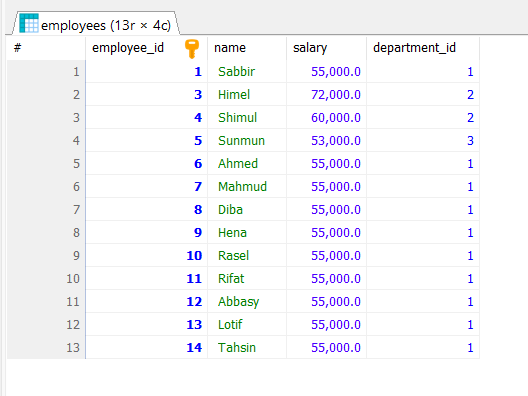 employees (13r × 4c)
# employee_id name salary department_id
1 1 Sabbir 55,000.0 1
2 3 Himel 72,000.0 2
3 4 Shimul 60,000.0 2
4 5 Sunmun 53,000.0 3
5 6 Ahmed 55,000.0 1
6 7 Mahmud 55,000.0 1
7 8 Diba 55,000.0 1
8 9 Hena 55,000.0 1
9 10 Rasel 55,000.0 1
10 11 Rifat 55,000.0 1
11 12 Abbasy 55,000.0 1
12 13 Lotif 55,000.0 1
13 14 Tahsin 55,000.0 1